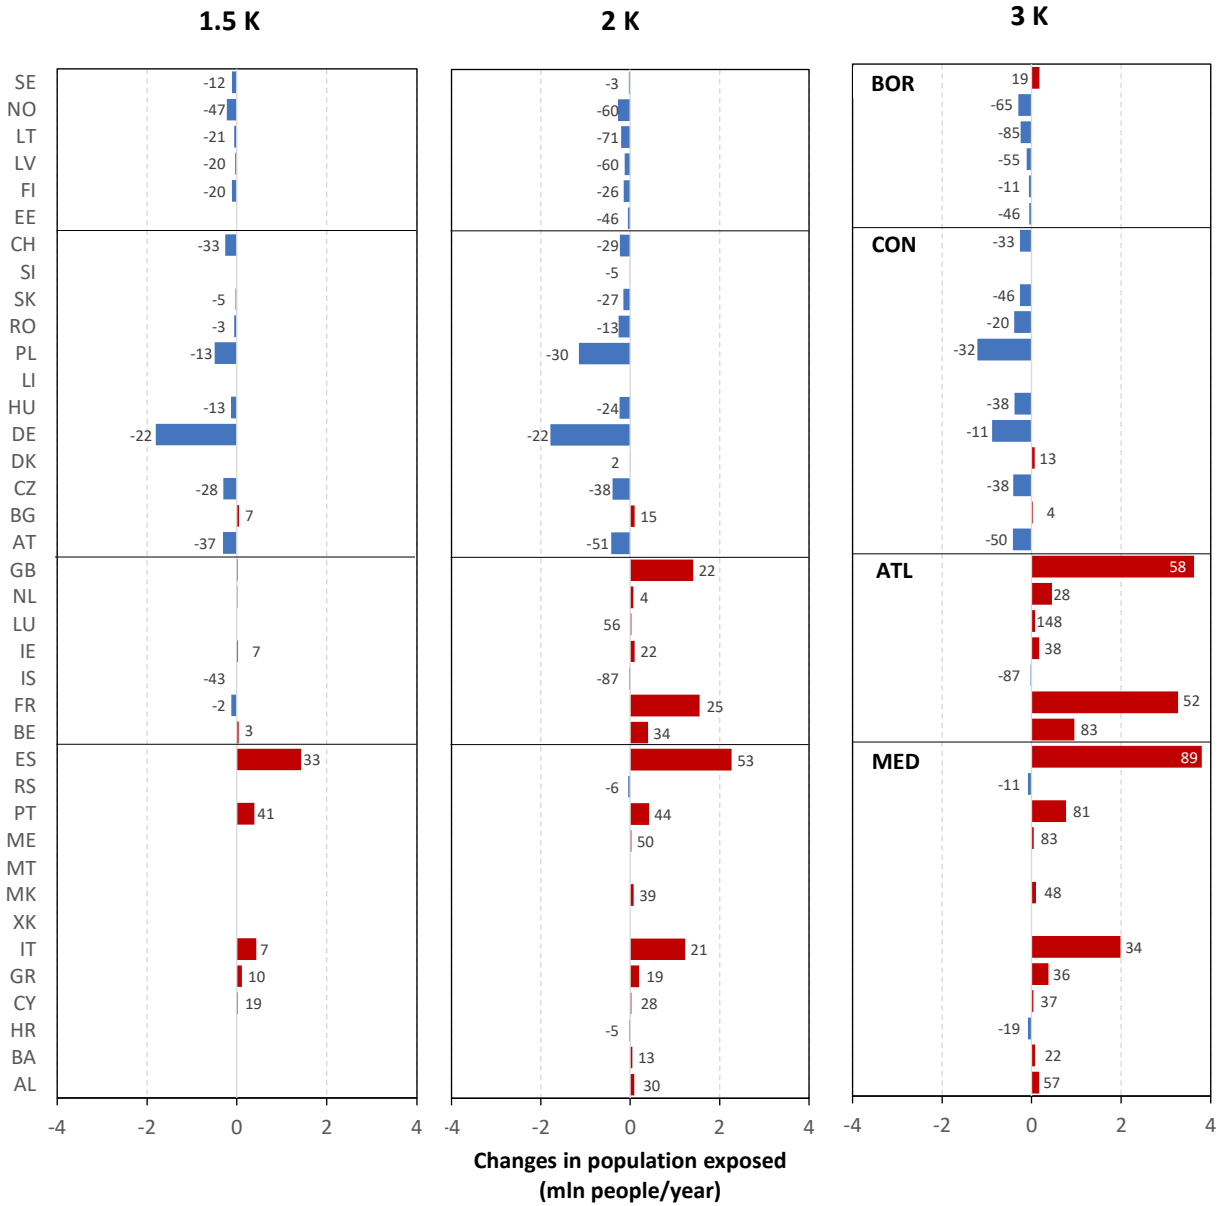 1.5 K 2 K 3 K
SE -12 -3 19 BOR
NO -47 -60 -65
LT -21 -71 -85
LV -20 -60 -55
FI -20 -26 -11
EE -46 -46
CH -33 -29 -33 CON
SI -5
SK -5 -27 -46
RO -3 -13 -20
PL -13 -30 -32
LI
HU -13 -24 -38
DE -22 -22 -11
DK 2 13
CZ -28 -38 -38
BG 7 15 4
AT -37 -51 -50
GB 22 ATL 58
NL 4 28
LU 56 148
IE 7 22 38
IS -43 -87 -87
FR -2 25 52
BE 3 34 83
ES 33 53 MED 89
RS -6 -11
PT 41 44 81
ME 50 83
MT
MK 39 48
XK
IT 7 21 34
GR 10 19 36
CY 19 28 37
HR -5 -19
BA 13 22
AL 30 57
-4 -2 0 2 4 -4 -2 0 2 4 -4 -2 0 2 4
Changes in population exposed
(mln people/year)